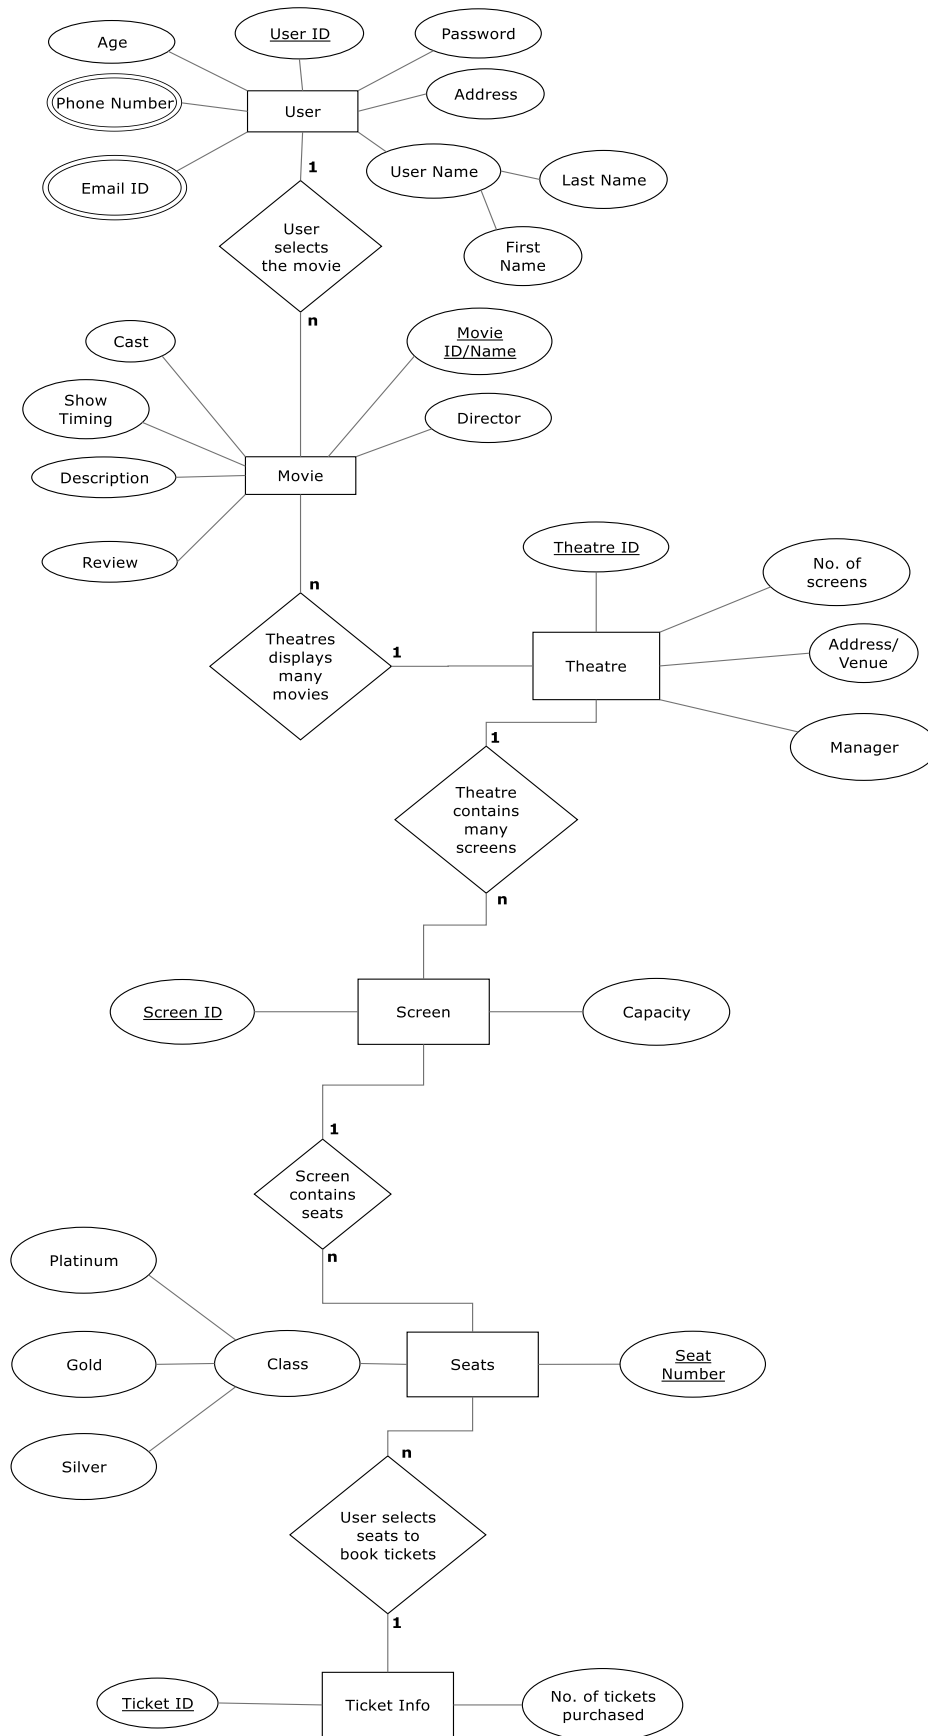 User ID
Password
Age
Address
Phone Number
User
User Name
Last Name
Email ID
1
User
selects
the movie
First
Name
n
Movie
ID/Name
Cast
Show
Timing
Director
Description
Movie
Review
Theatre ID
No. of
screens
n
Theatres
displays
many
movies
1
Theatre
Address/
Venue
Manager
1
Theatre
contains
many
screens
n
Screen ID
Screen
Capacity
1
Screen
contains
seats
n
Platinum
Gold
Class
Seats
Seat
Number
Silver
n
User selects
seats to
book tickets
1
Ticket ID
Ticket Info
No. of tickets
purchased